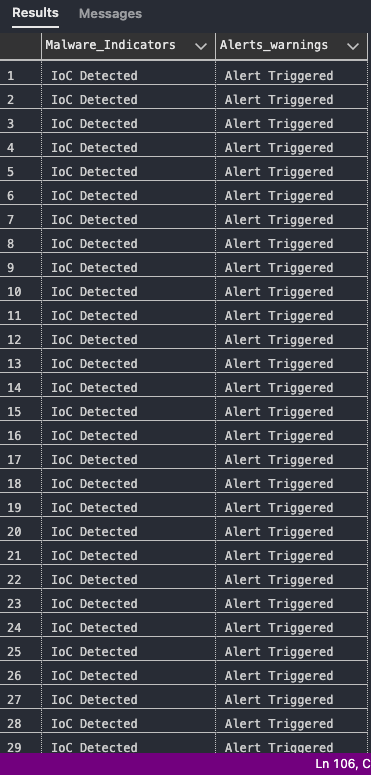 Results Messages
Malware_Indicators Alerts_warnings
1 IoC Detected Alert Triggered
2 IoC Detected Alert Triggered
3 IoC Detected Alert Triggered
4 IoC Detected Alert Triggered
5 IoC Detected Alert Triggered
6 IoC Detected Alert Triggered
7 IoC Detected Alert Triggered
8 IoC Detected Alert Triggered
9 IoC Detected Alert Triggered
10 IoC Detected Alert Triggered
11 IoC Detected Alert Triggered
12 IoC Detected Alert Triggered
13 IoC Detected Alert Triggered
14 IoC Detected Alert Triggered
15 IoC Detected Alert Triggered
16 IoC Detected Alert Triggered
17 IoC Detected Alert Triggered
18 IoC Detected Alert Triggered
19 IoC Detected Alert Triggered
20 IoC Detected Alert Triggered
21 IoC Detected Alert Triggered
22 IoC Detected Alert Triggered
23 IoC Detected Alert Triggered
24 IoC Detected Alert Triggered
25 IoC Detected Alert Triggered
26 IoC Detected Alert Triggered
27 IoC Detected Alert Triggered
28 IoC Detected Alert Triggered
29 IoC Detected Alert Triggered
Ln 106, C